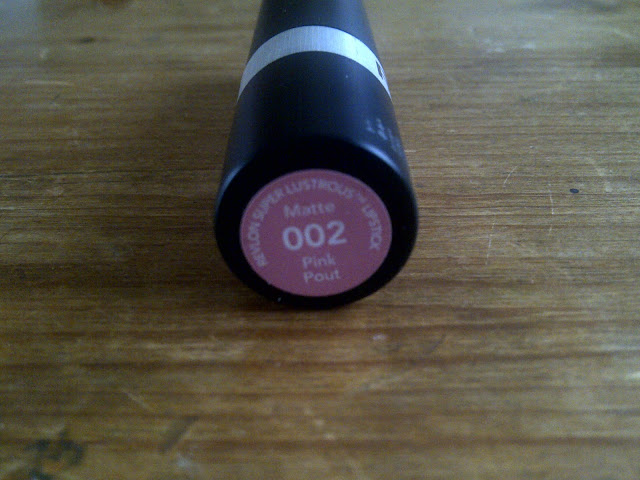 REVLON SUPER LUSTROUS™ LIPSTICK
Matte
002
Pink
Pout